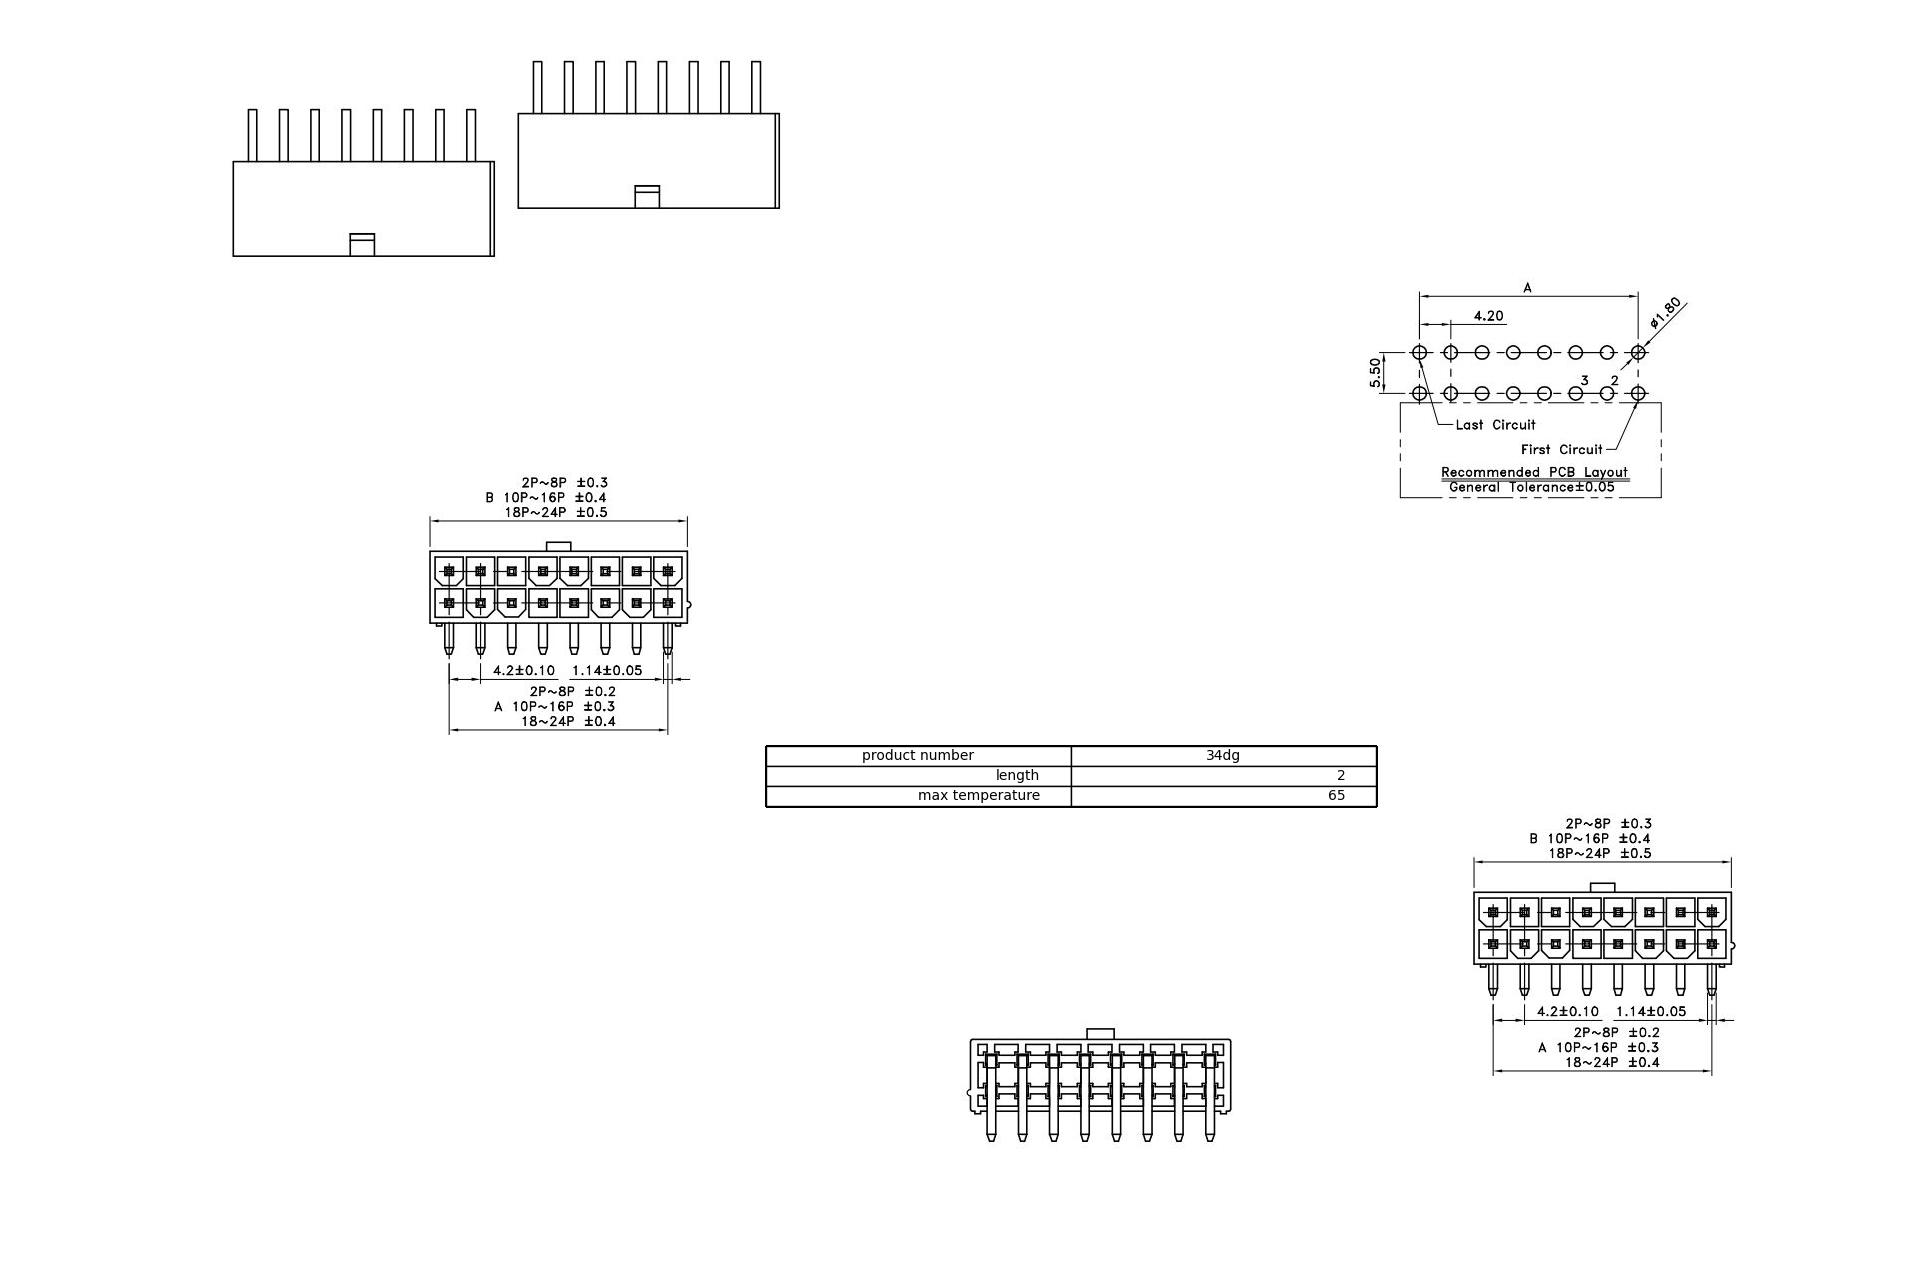 A
4.20
ø1.80
5.50
3 2
Last Circuit
First Circuit
Recommended PCB Layout
General Tolerance±0.05
2P~8P ±0.3
B 10P~16P ±0.4
18P~24P ±0.5
4.2±0.10 1.14±0.05
2P~8P ±0.2
A 10P~16P ±0.3
18~24P ±0.4
product number 34dg
length 2
max temperature 65
2P~8P ±0.3
B 10P~16P ±0.4
18P~24P ±0.5
4.2±0.10 1.14±0.05
2P~8P ±0.2
A 10P~16P ±0.3
18~24P ±0.4